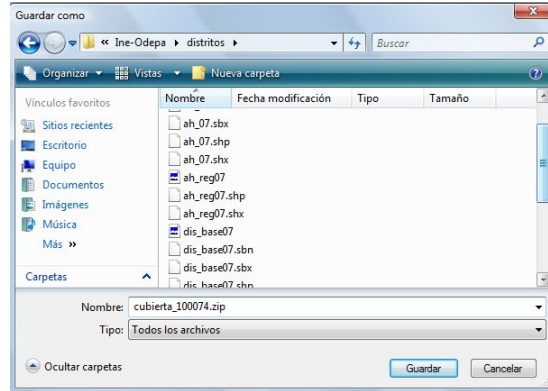 Guardar como
« Ine-Odepa ▸ distritos ▸
Buscar
Organizar Vistas Nueva carpeta
Vínculos favoritos
Sitios recientes
Escritorio
Equipo
Documentos
Imágenes
Música
Más »
Carpetas
Nombre Fecha modificación Tipo Tamaño
ah_07.sbx
ah_07.shp
ah_07.shx
ah_reg07
ah_reg07.shp
ah_reg07.shx
dis_base07
dis_base07.sbn
dis_base07.sbx
dis_base07.shp
Nombre: cubierta_100074.zip
Tipo: Todos los archivos
Ocultar carpetas
Guardar Cancelar